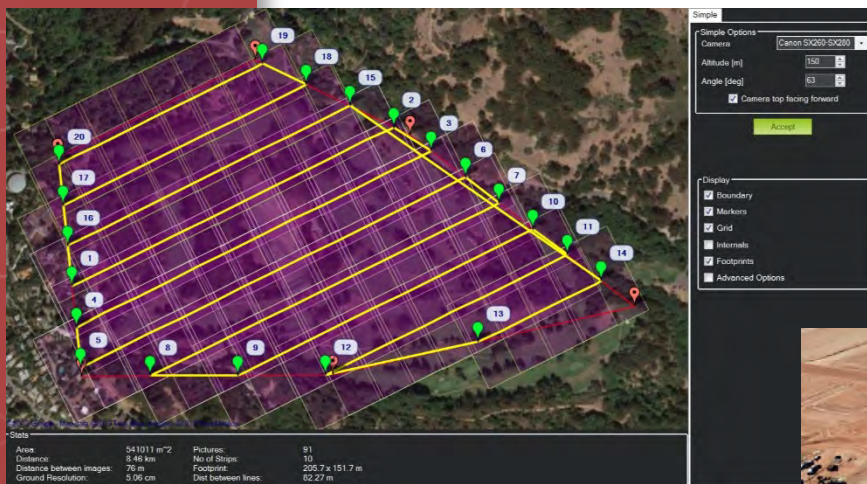 Simple
Simple Options
Camera Canon SX260-SX280
Altitude [m] 150
Angle [deg] 63
Camera top facing forward
Accept
Display
Boundary
Markers
Grid
Internals
Footprints
Advanced Options
19
18
15
2
3
20
6
7
17
10
16
11
1
14
4
13
5
8
9
12
Stats
Area: 541011 m^2 Pictures: 91
Distance: 8.46 km No of Strips: 10
Distance between images: 76 m Footprint: 205.7 x 151.7 m
Ground Resolution: 5.06 cm Dist between lines: 82.27 m